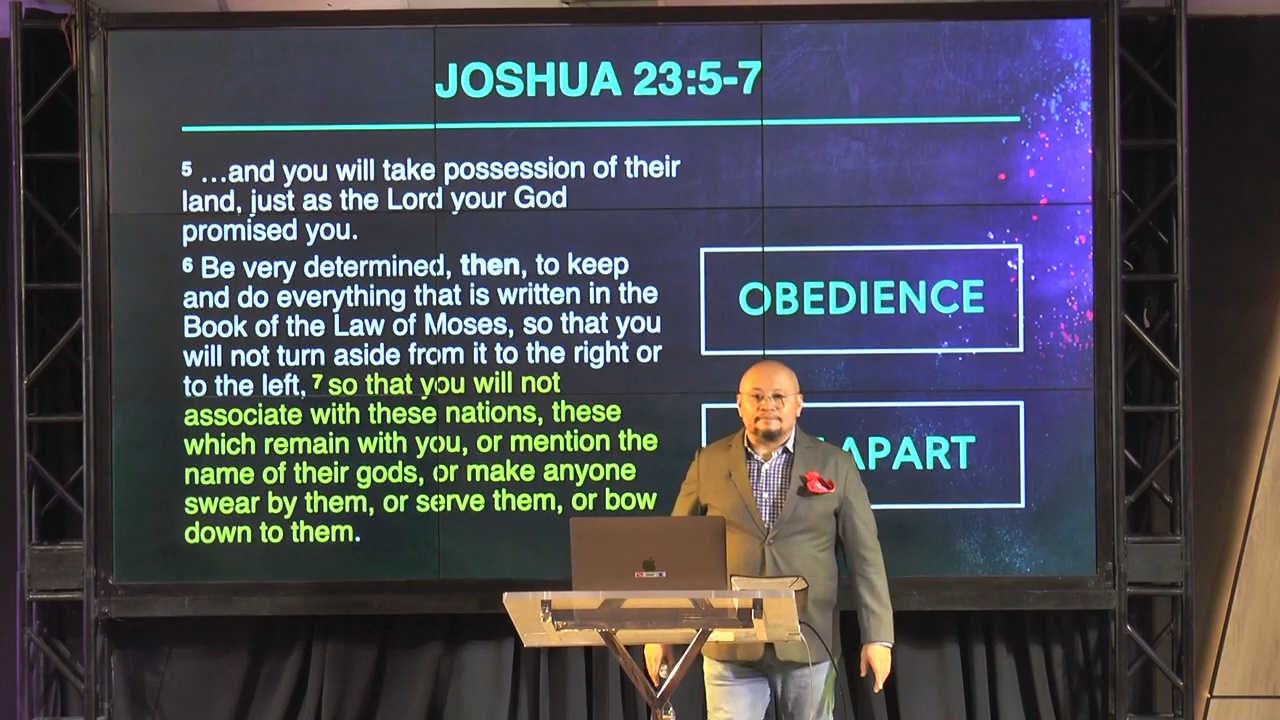 JOSHUA 23:5-7
5 ...and you will take possession of their
land, just as the Lord your God
promised you.
6 Be very determined, then, to keep
and do everything that is written in the
Book of the Law of Moses, so that you
will not turn aside from it to the right or
to the left, 7 so that you will not
associate with these nations, these
which remain with you, or mention the
name of their gods, or make anyone
swear by them, or serve them, or bow
down to them.
OBEDIENCE
APART